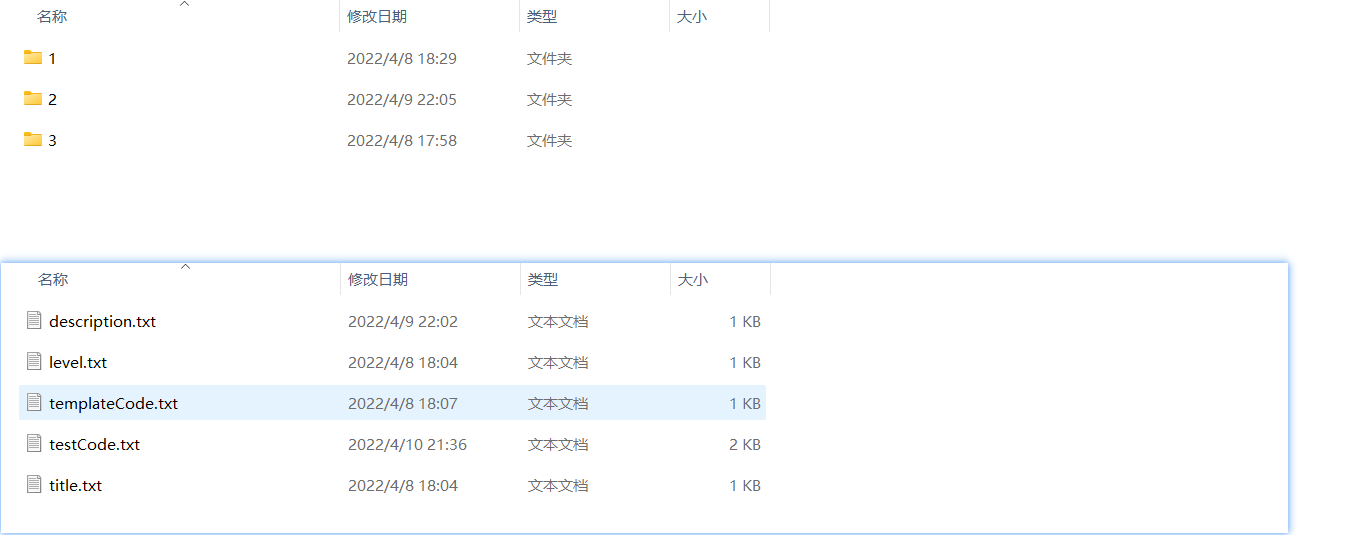 名称 修改日期 类型 大小
1 2022/4/8 18:29 文件夹
2 2022/4/9 22:05 文件夹
3 2022/4/8 17:58 文件夹
名称 修改日期 类型 大小
description.txt 2022/4/9 22:02 文本文档 1 KB
level.txt 2022/4/8 18:04 文本文档 1 KB
templateCode.txt 2022/4/8 18:07 文本文档 1 KB
testCode.txt 2022/4/10 21:36 文本文档 2 KB
title.txt 2022/4/8 18:04 文本文档 1 KB